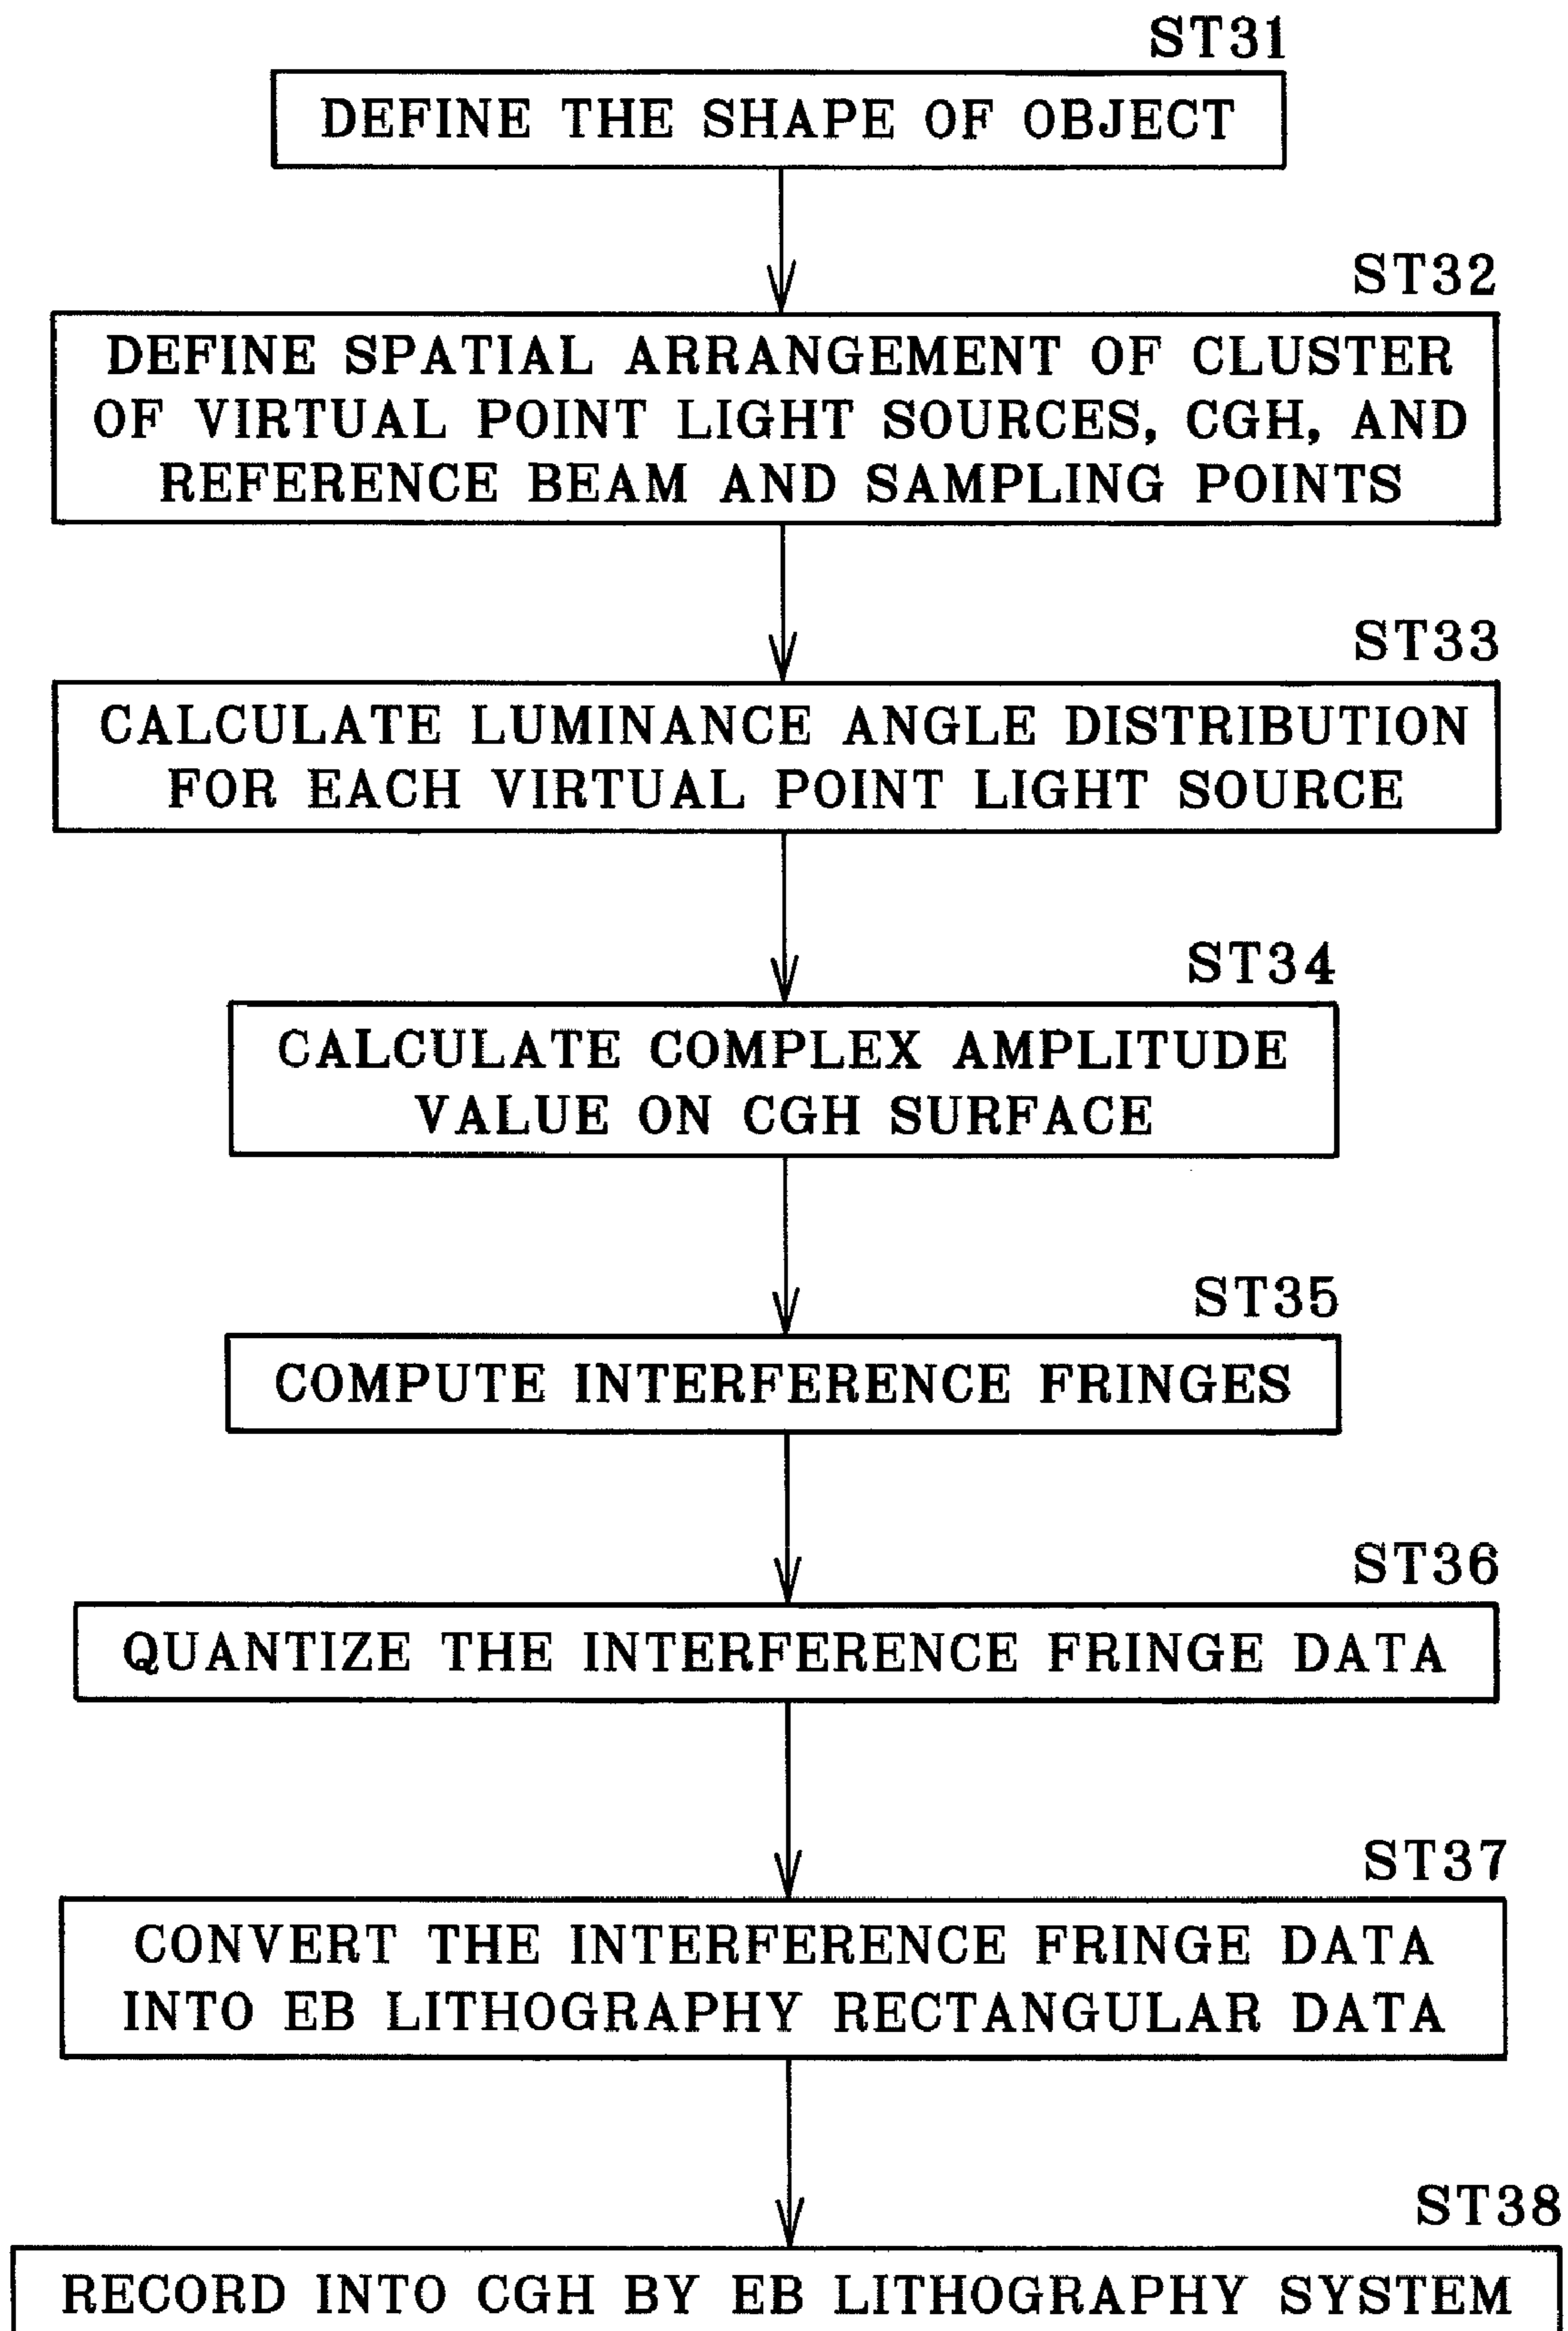 ST31
DEFINE THE SHAPE OF OBJECT
ST32
DEFINE SPATIAL ARRANGEMENT OF CLUSTER
OF VIRTUAL POINT LIGHT SOURCES, CGH, AND
REFERENCE BEAM AND SAMPLING POINTS
ST33
CALCULATE LUMINANCE ANGLE DISTRIBUTION
FOR EACH VIRTUAL POINT LIGHT SOURCE
ST34
CALCULATE COMPLEX AMPLITUDE
VALUE ON CGH SURFACE
ST35
COMPUTE INTERFERENCE FRINGES
ST36
QUANTIZE THE INTERFERENCE FRINGE DATA
ST37
CONVERT THE INTERFERENCE FRINGE DATA
INTO EB LITHOGRAPHY RECTANGULAR DATA
ST38
RECORD INTO CGH BY EB LITHOGRAPHY SYSTEM